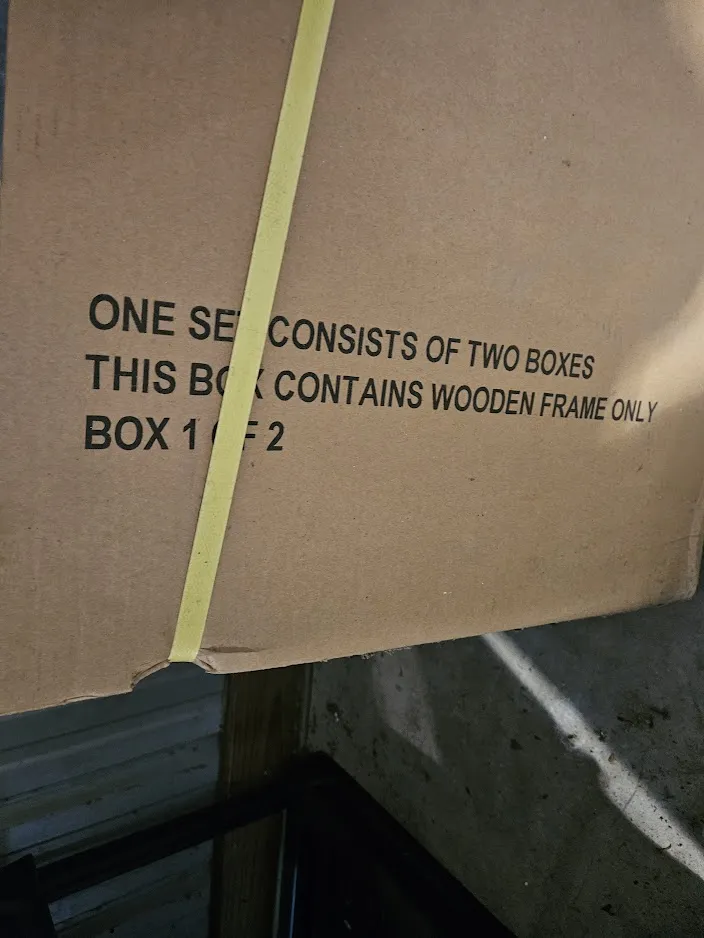 ONE SET CONSISTS OF TWO BOXES
THIS BOX CONTAINS WOODEN FRAME ONLY
BOX 1 OF 2